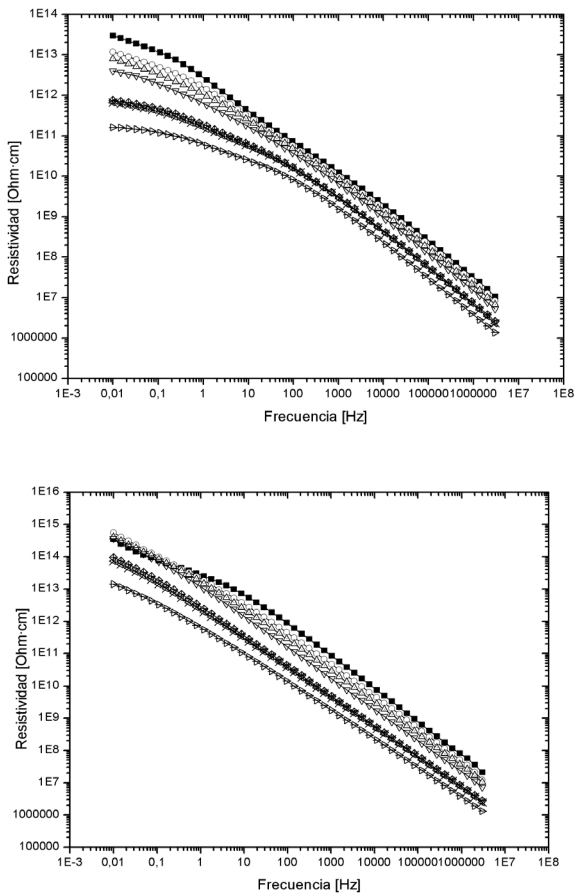 1E14
1E13
1E12
1E11
1E10
1E9
1E8
1E7
1000000
100000
Resistividad [Ohm·cm]
1E-3 0,01 0,1 1 10 100 1000 10000 100000 1000000 1E7 1E8
Frecuencia [Hz]
1E16
1E15
1E14
1E13
1E12
1E11
1E10
1E9
1E8
1E7
1000000
100000
Resistividad [Ohm·cm]
1E-3 0,01 0,1 1 10 100 1000 10000 100000 1000000 1E7 1E8
Frecuencia [Hz]